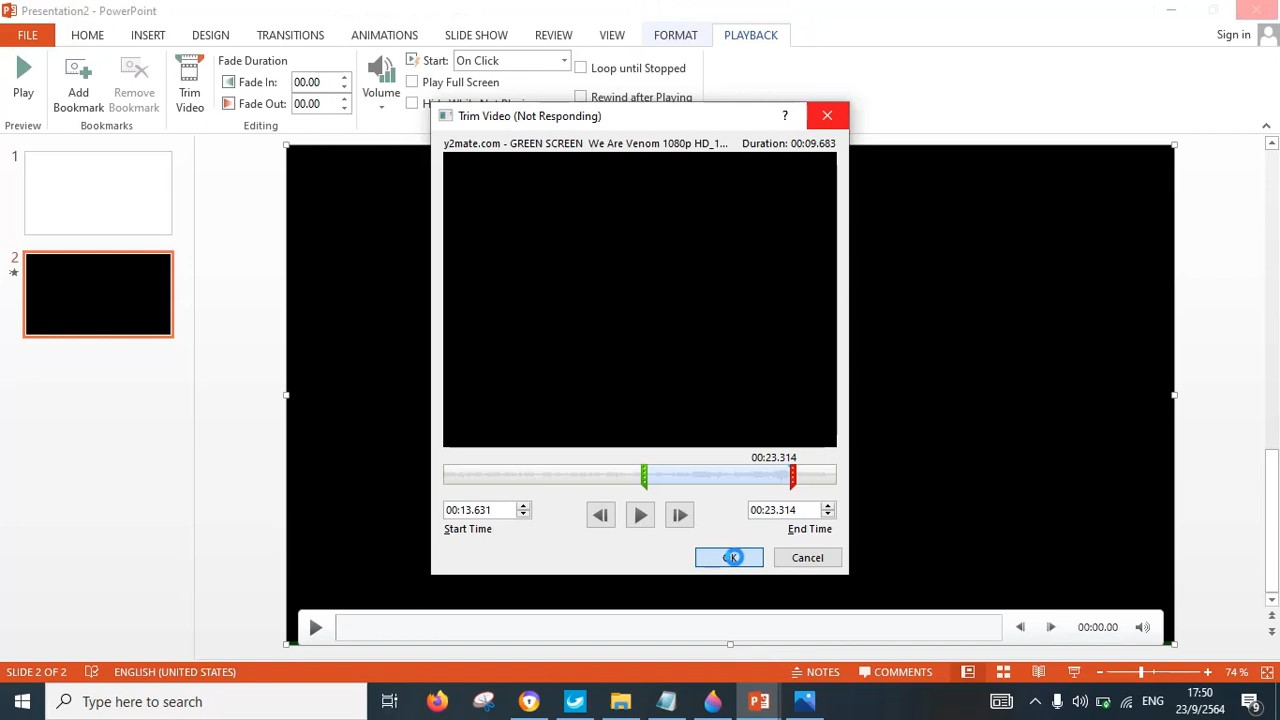 Presentation2 - PowerPoint
FILE HOME INSERT DESIGN TRANSITIONS ANIMATIONS SLIDE SHOW REVIEW VIEW FORMAT PLAYBACK Sign in
Play
Preview
Add Bookmark
Remove Bookmark
Bookmarks
Trim Video
Fade Duration
Fade In: 00.00
Fade Out: 00.00
Editing
Volume
Start: On Click
Play Full Screen
Loop until Stopped
Rewind after Playing
Trim Video (Not Responding) ?
y2mate.com - GREEN SCREEN We Are Venom 1080p HD_1... Duration: 00:09.683
00:23.314
00:13.631 00:23.314
Start Time End Time
OK Cancel
1
2
00:00.00
SLIDE 2 OF 2 ENGLISH (UNITED STATES) NOTES COMMENTS 74 %
Type here to search
ENG
17:50
23/9/2564
9